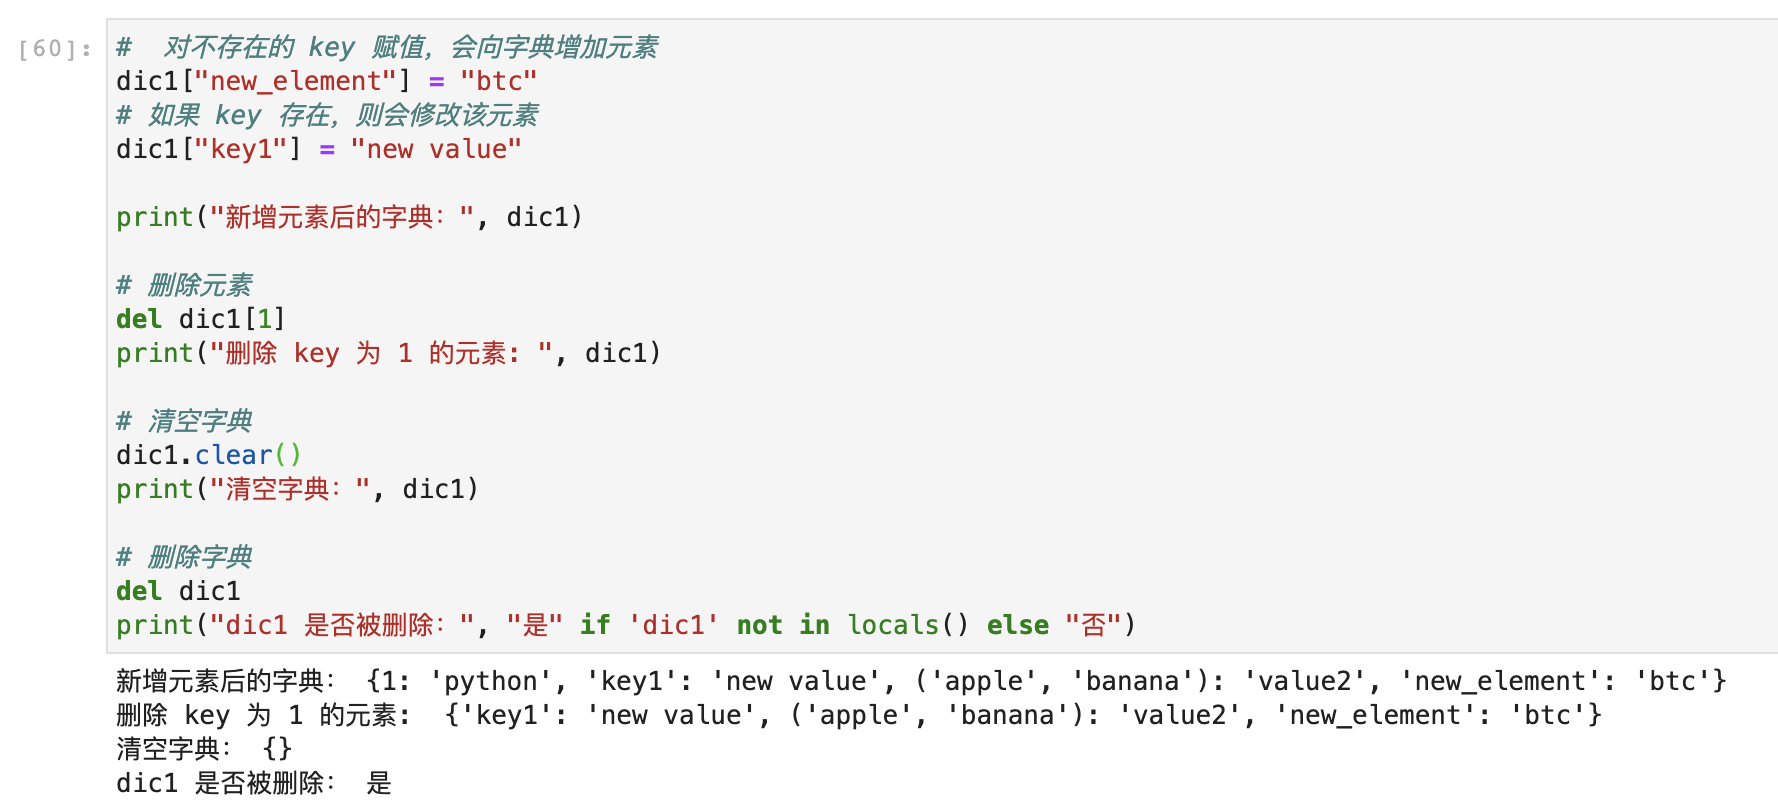 [60]:
#  对不存在的 key 赋值，会向字典增加元素
dic1["new_element"] = "btc"
# 如果 key 存在，则会修改该元素
dic1["key1"] = "new value"
print("新增元素后的字典：", dic1)
# 删除元素
del dic1[1]
print("删除 key 为 1 的元素: ", dic1)
# 清空字典
dic1.clear()
print("清空字典：", dic1)
# 删除字典
del dic1
print("dic1 是否被删除：", "是" if 'dic1' not in locals() else "否")
新增元素后的字典： {1: 'python', 'key1': 'new value', ('apple', 'banana'): 'value2', 'new_element': 'btc'}
删除 key 为 1 的元素:  {'key1': 'new value', ('apple', 'banana'): 'value2', 'new_element': 'btc'}
清空字典： {}
dic1 是否被删除： 是